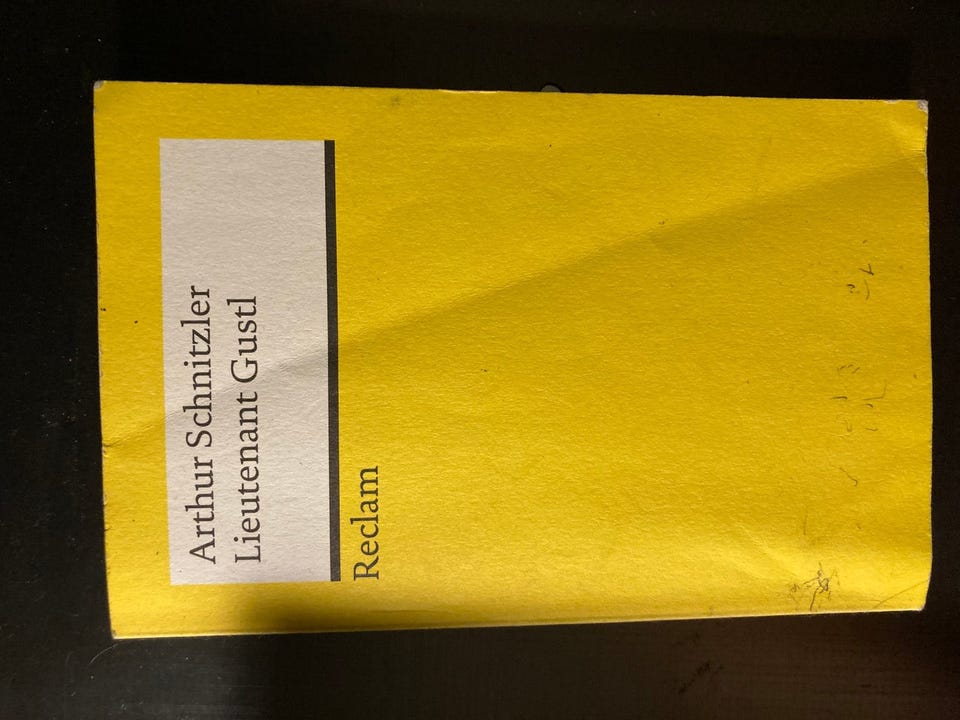 Arthur Schnitzler
Lieutenant Gustl
Reclam